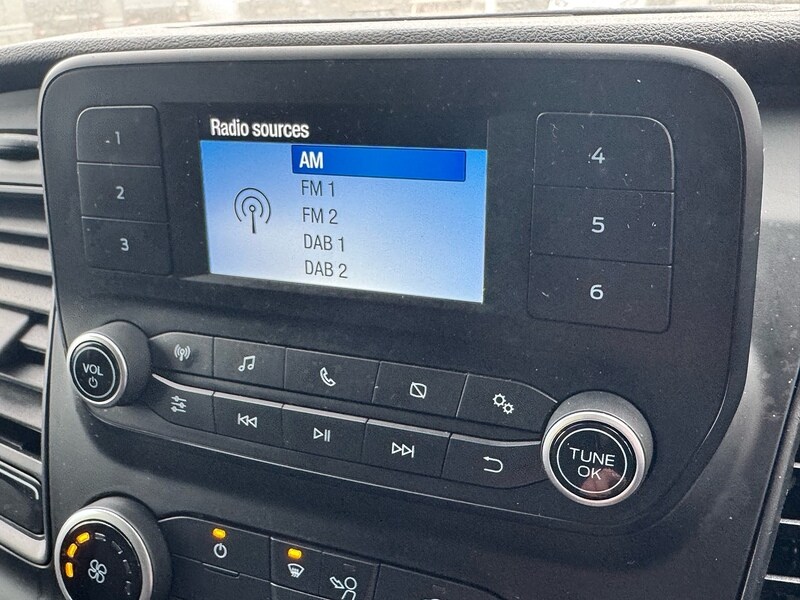 Radio sources
AM
FM 1
FM 2
DAB 1
DAB 2
1
2
3
4
5
6
VOL
TUNE
OK